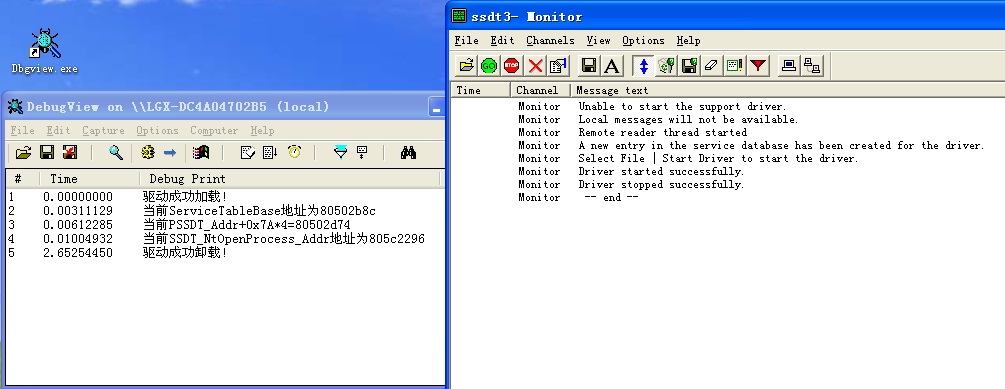 Dbgview.exe
DebugView on \\LGX-DC4A04702B5 (local)
File Edit Capture Options Computer Help
# Time Debug Print
1 0.00000000 驱动成功加载!
2 0.00311129 当前ServiceTableBase地址为80502b8c
3 0.00612285 当前PSSDT_Addr+0x7A*4=80502d74
4 0.01004932 当前SSDT_NtOpenProcess_Addr地址为805c2296
5 2.65254450 驱动成功卸载!
ssdt3- Monitor
File Edit Channels View Options Help
GO STOP A
Time Channel Message text
Monitor Unable to start the support driver.
Monitor Local messages will not be available.
Monitor Remote reader thread started
Monitor A new entry in the service database has been created for the driver.
Monitor Select File | Start Driver to start the driver.
Monitor Driver started successfully.
Monitor Driver stopped successfully.
Monitor -- end --